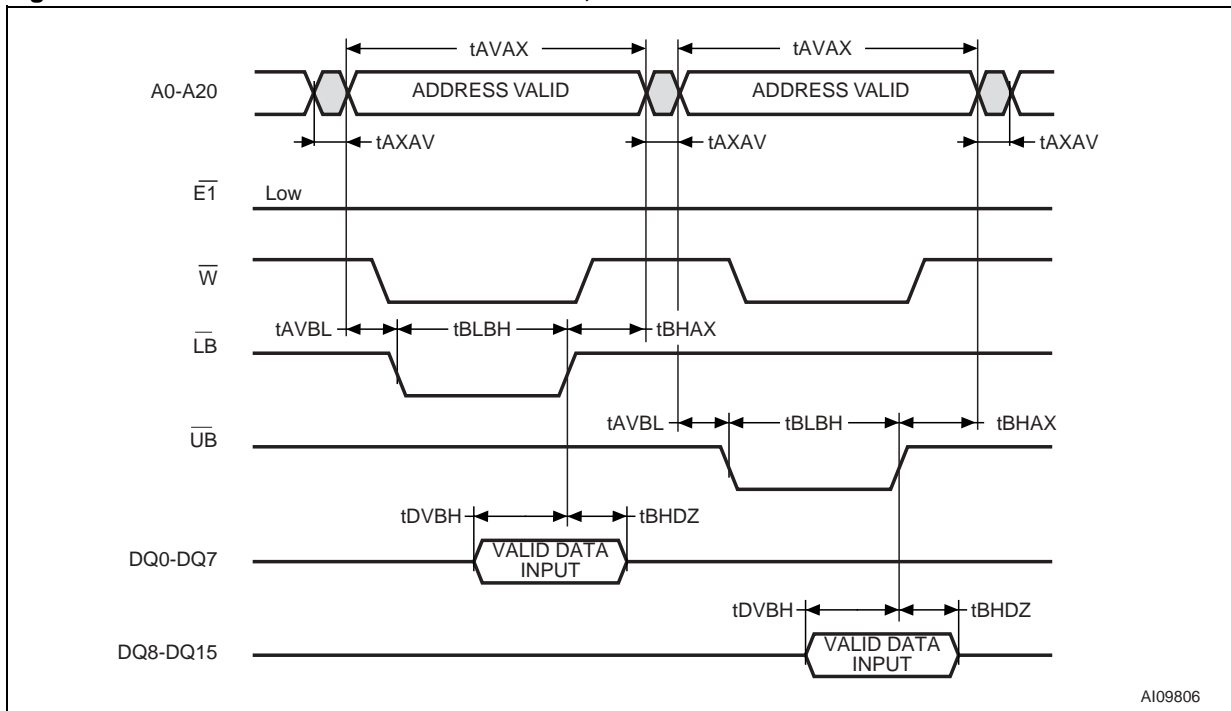 tAVAX tAVAX
A0-A20 ADDRESS VALID ADDRESS VALID
tAXAV tAXAV tAXAV
E1 Low
W
tAVBL tBLBH tBHAX
LB
tAVBL tBLBH tBHAX
UB
tDVBH tBHDZ
DQ0-DQ7 VALID DATA
INPUT
tDVBH tBHDZ
DQ8-DQ15 VALID DATA
INPUT
AI09806